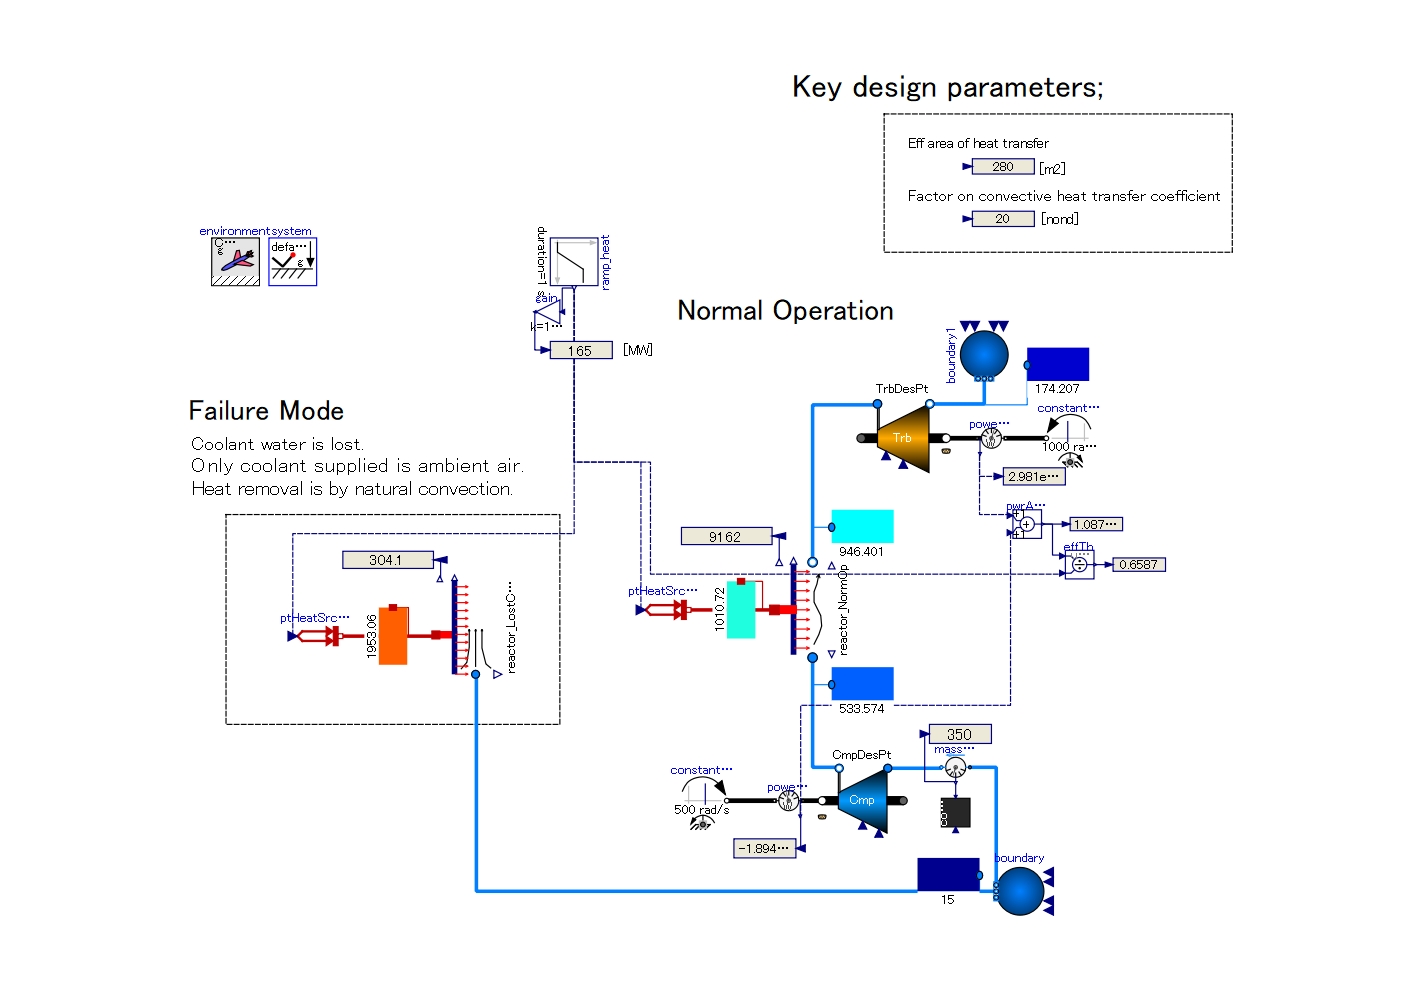 Key design parameters;
Eff area of heat transfer
280 [m2]
Factor on convective heat transfer coefficient
20 [nond]
environment system
C…
g
defa…
g
duration=1 s
ramp_heat
gain
k=1…
165 [MW]
Normal Operation
boundary1
174.207
TrbDesPt
Trb
powe…
constant…
1000 ra…
2.981e…
pwrA…
1.087…
effTh
0.6587
Failure Mode
Coolant water is lost.
Only coolant supplied is ambient air.
Heat removal is by natural convection.
304.1
ptHeatSrc…
1953.06
reactor_LostC…
946.401
9162
ptHeatSrc…
1010.72
reactor_NormOp
533.574
350
mass…
CmpDesPt
Cmp
constant…
500 rad/s
powe…
co…
-1.894…
boundary
15